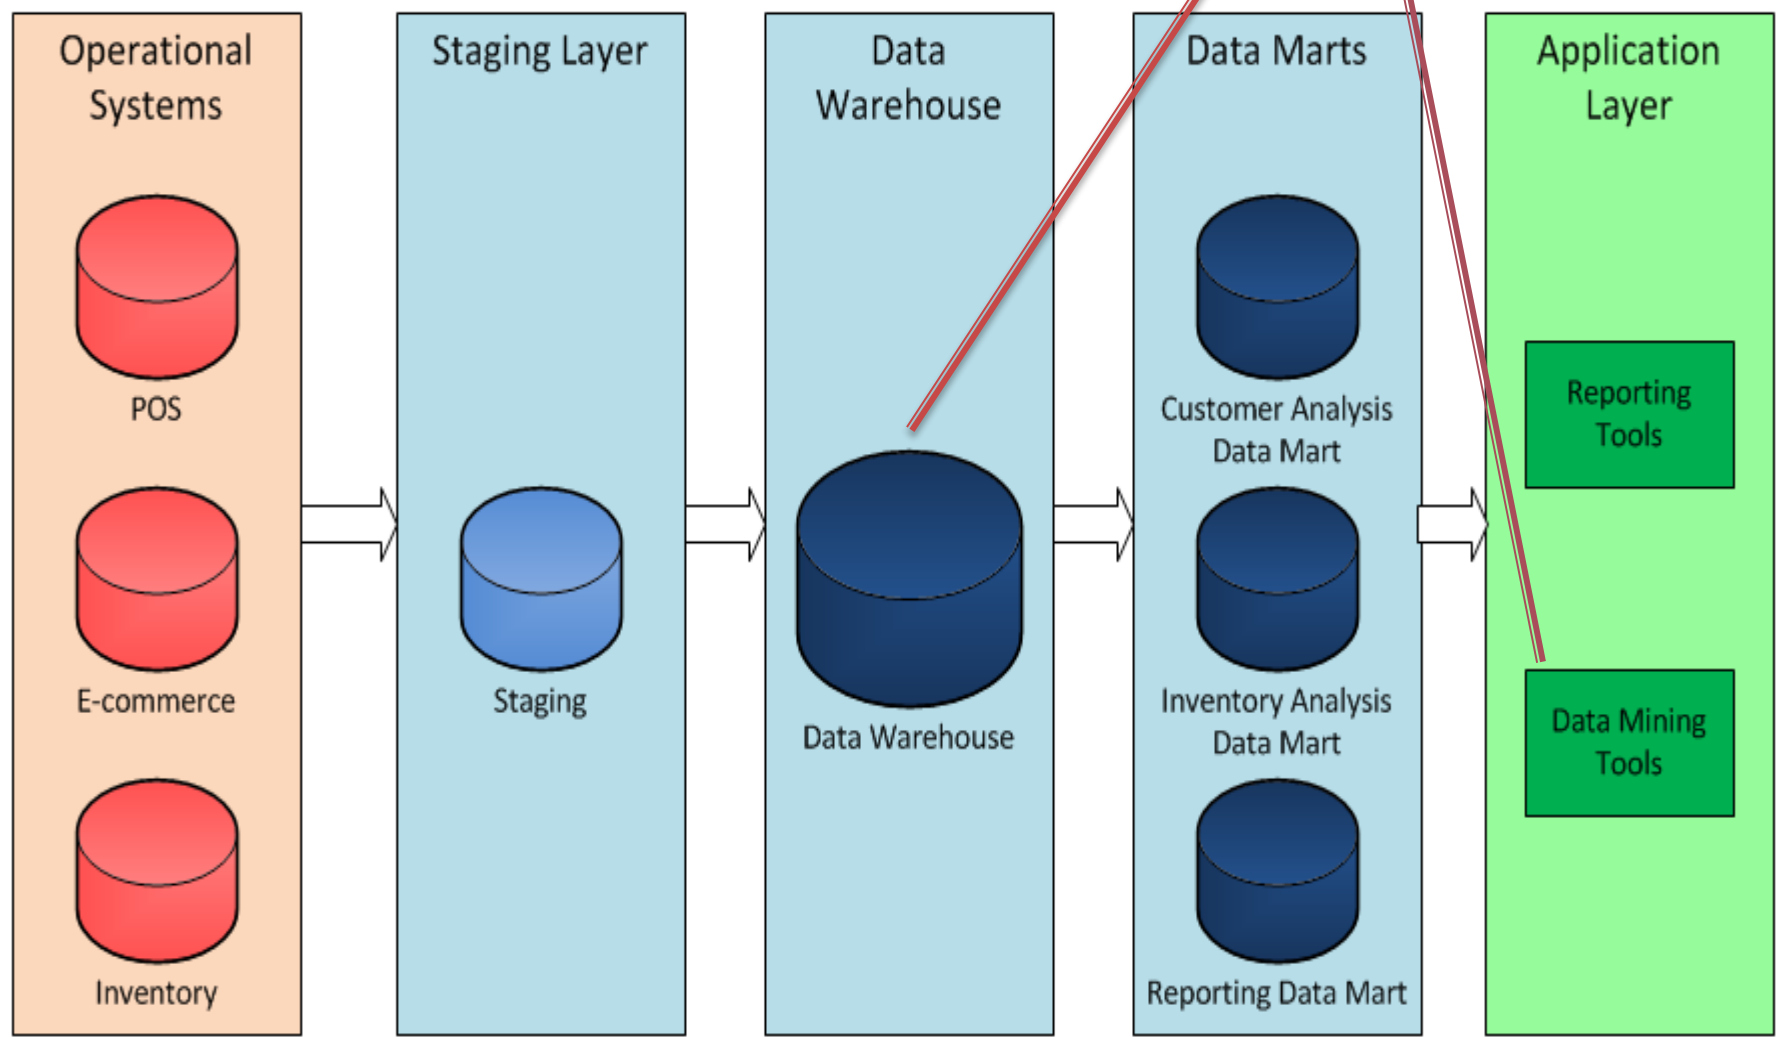 Operational
Systems
POS
E-commerce
Inventory
Staging Layer
Staging
Data
Warehouse
Data Warehouse
Data Marts
Customer Analysis
Data Mart
Inventory Analysis
Data Mart
Reporting Data Mart
Application
Layer
Reporting
Tools
Data Mining
Tools